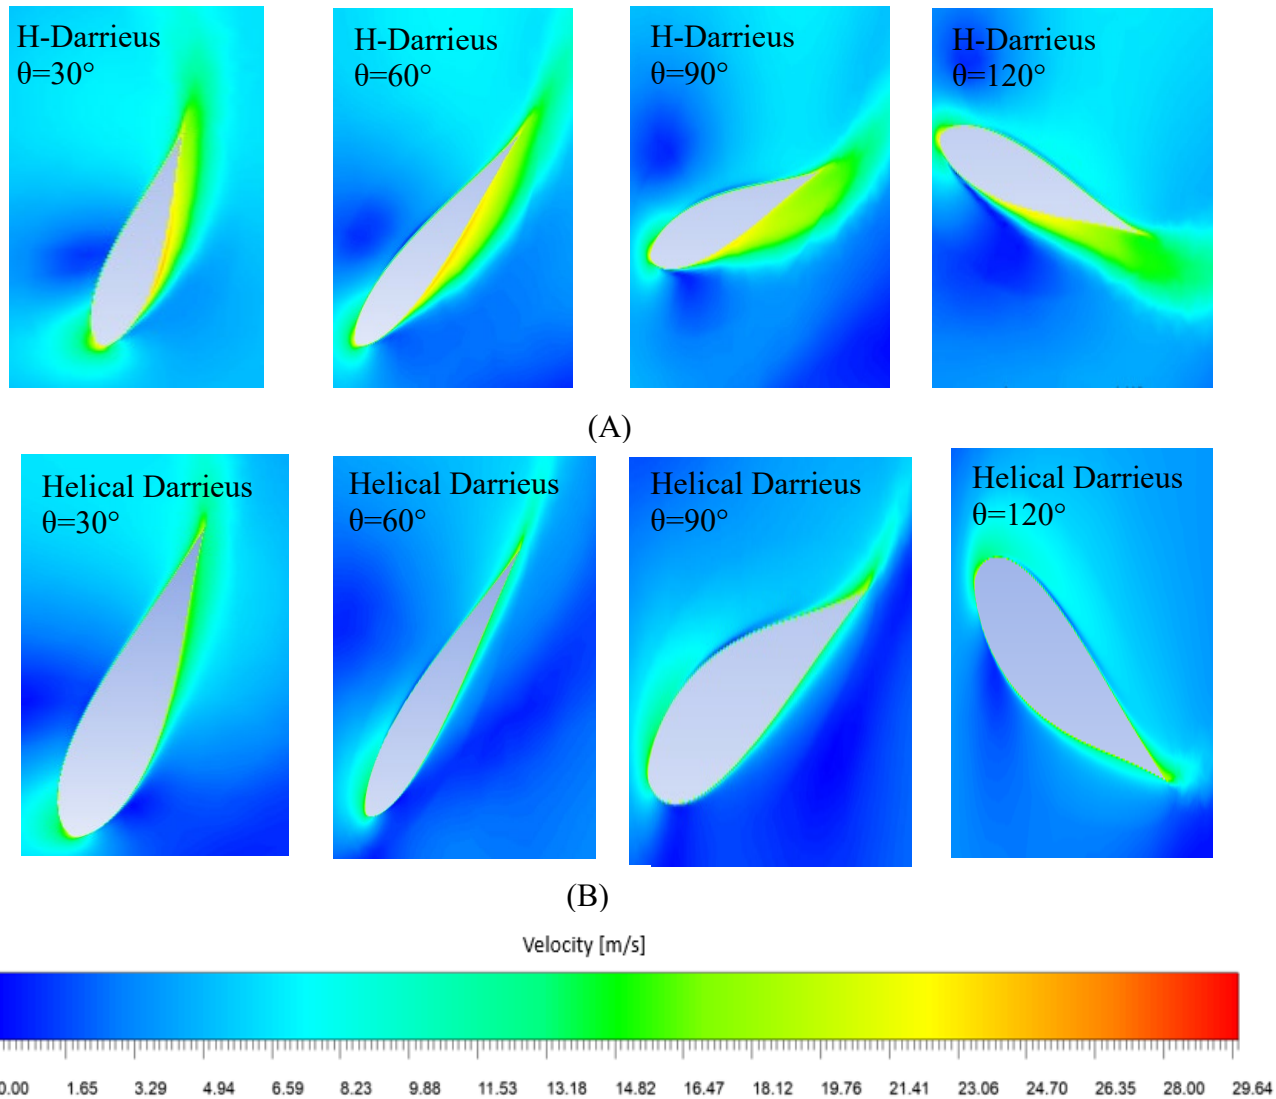 H-Darrieus
θ=30°
H-Darrieus
θ=60°
H-Darrieus
θ=90°
H-Darrieus
θ=120°
(A)
Helical Darrieus
θ=30°
Helical Darrieus
θ=60°
Helical Darrieus
θ=90°
Helical Darrieus
θ=120°
(B)
Velocity [m/s]
0.00 1.65 3.29 4.94 6.59 8.23 9.88 11.53 13.18 14.82 16.47 18.12 19.76 21.41 23.06 24.70 26.35 28.00 29.64